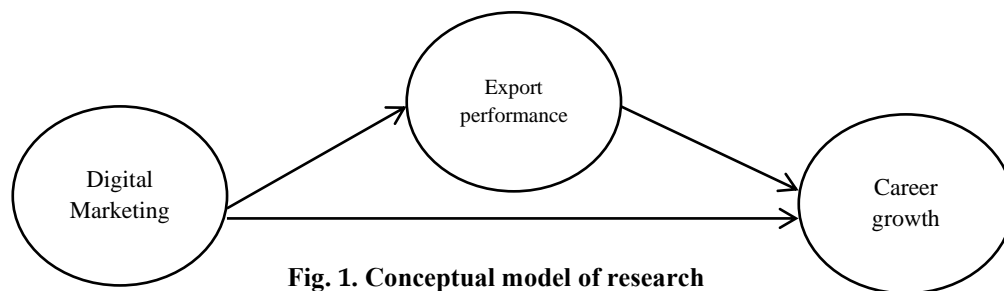 Export
performance
Digital
Marketing
Career
growth
Fig. 1. Conceptual model of research